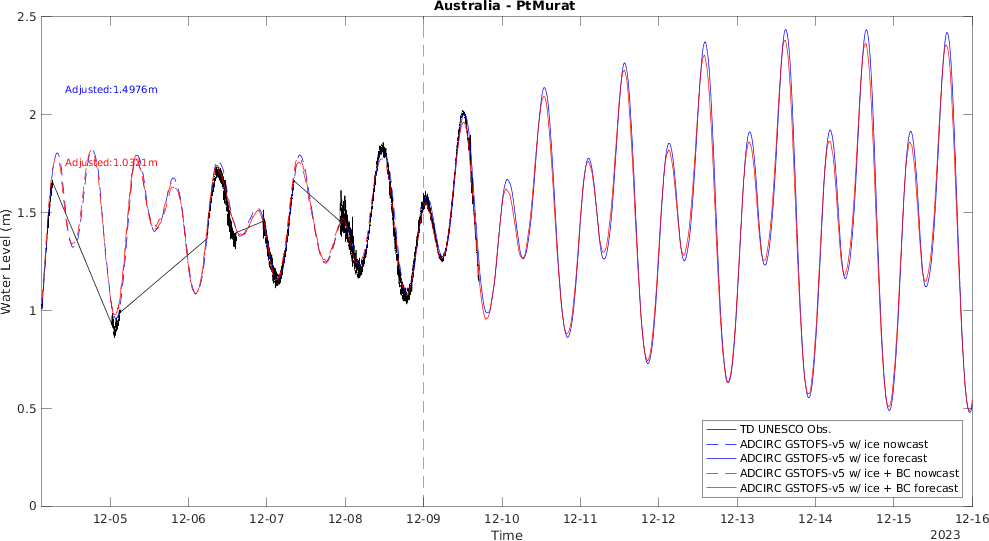 Australia - PtMurat
2.5
2
1.5
1
0.5
0
Water Level (m)
Adjusted:1.4976m
Adjusted:1.0321m
TD UNESCO Obs.
ADCIRC GSTOFS-v5 w/ ice nowcast
ADCIRC GSTOFS-v5 w/ ice forecast
ADCIRC GSTOFS-v5 w/ ice + BC nowcast
ADCIRC GSTOFS-v5 w/ ice + BC forecast
12-05 12-06 12-07 12-08 12-09 12-10 12-11 12-12 12-13 12-14 12-15 12-16
Time
2023